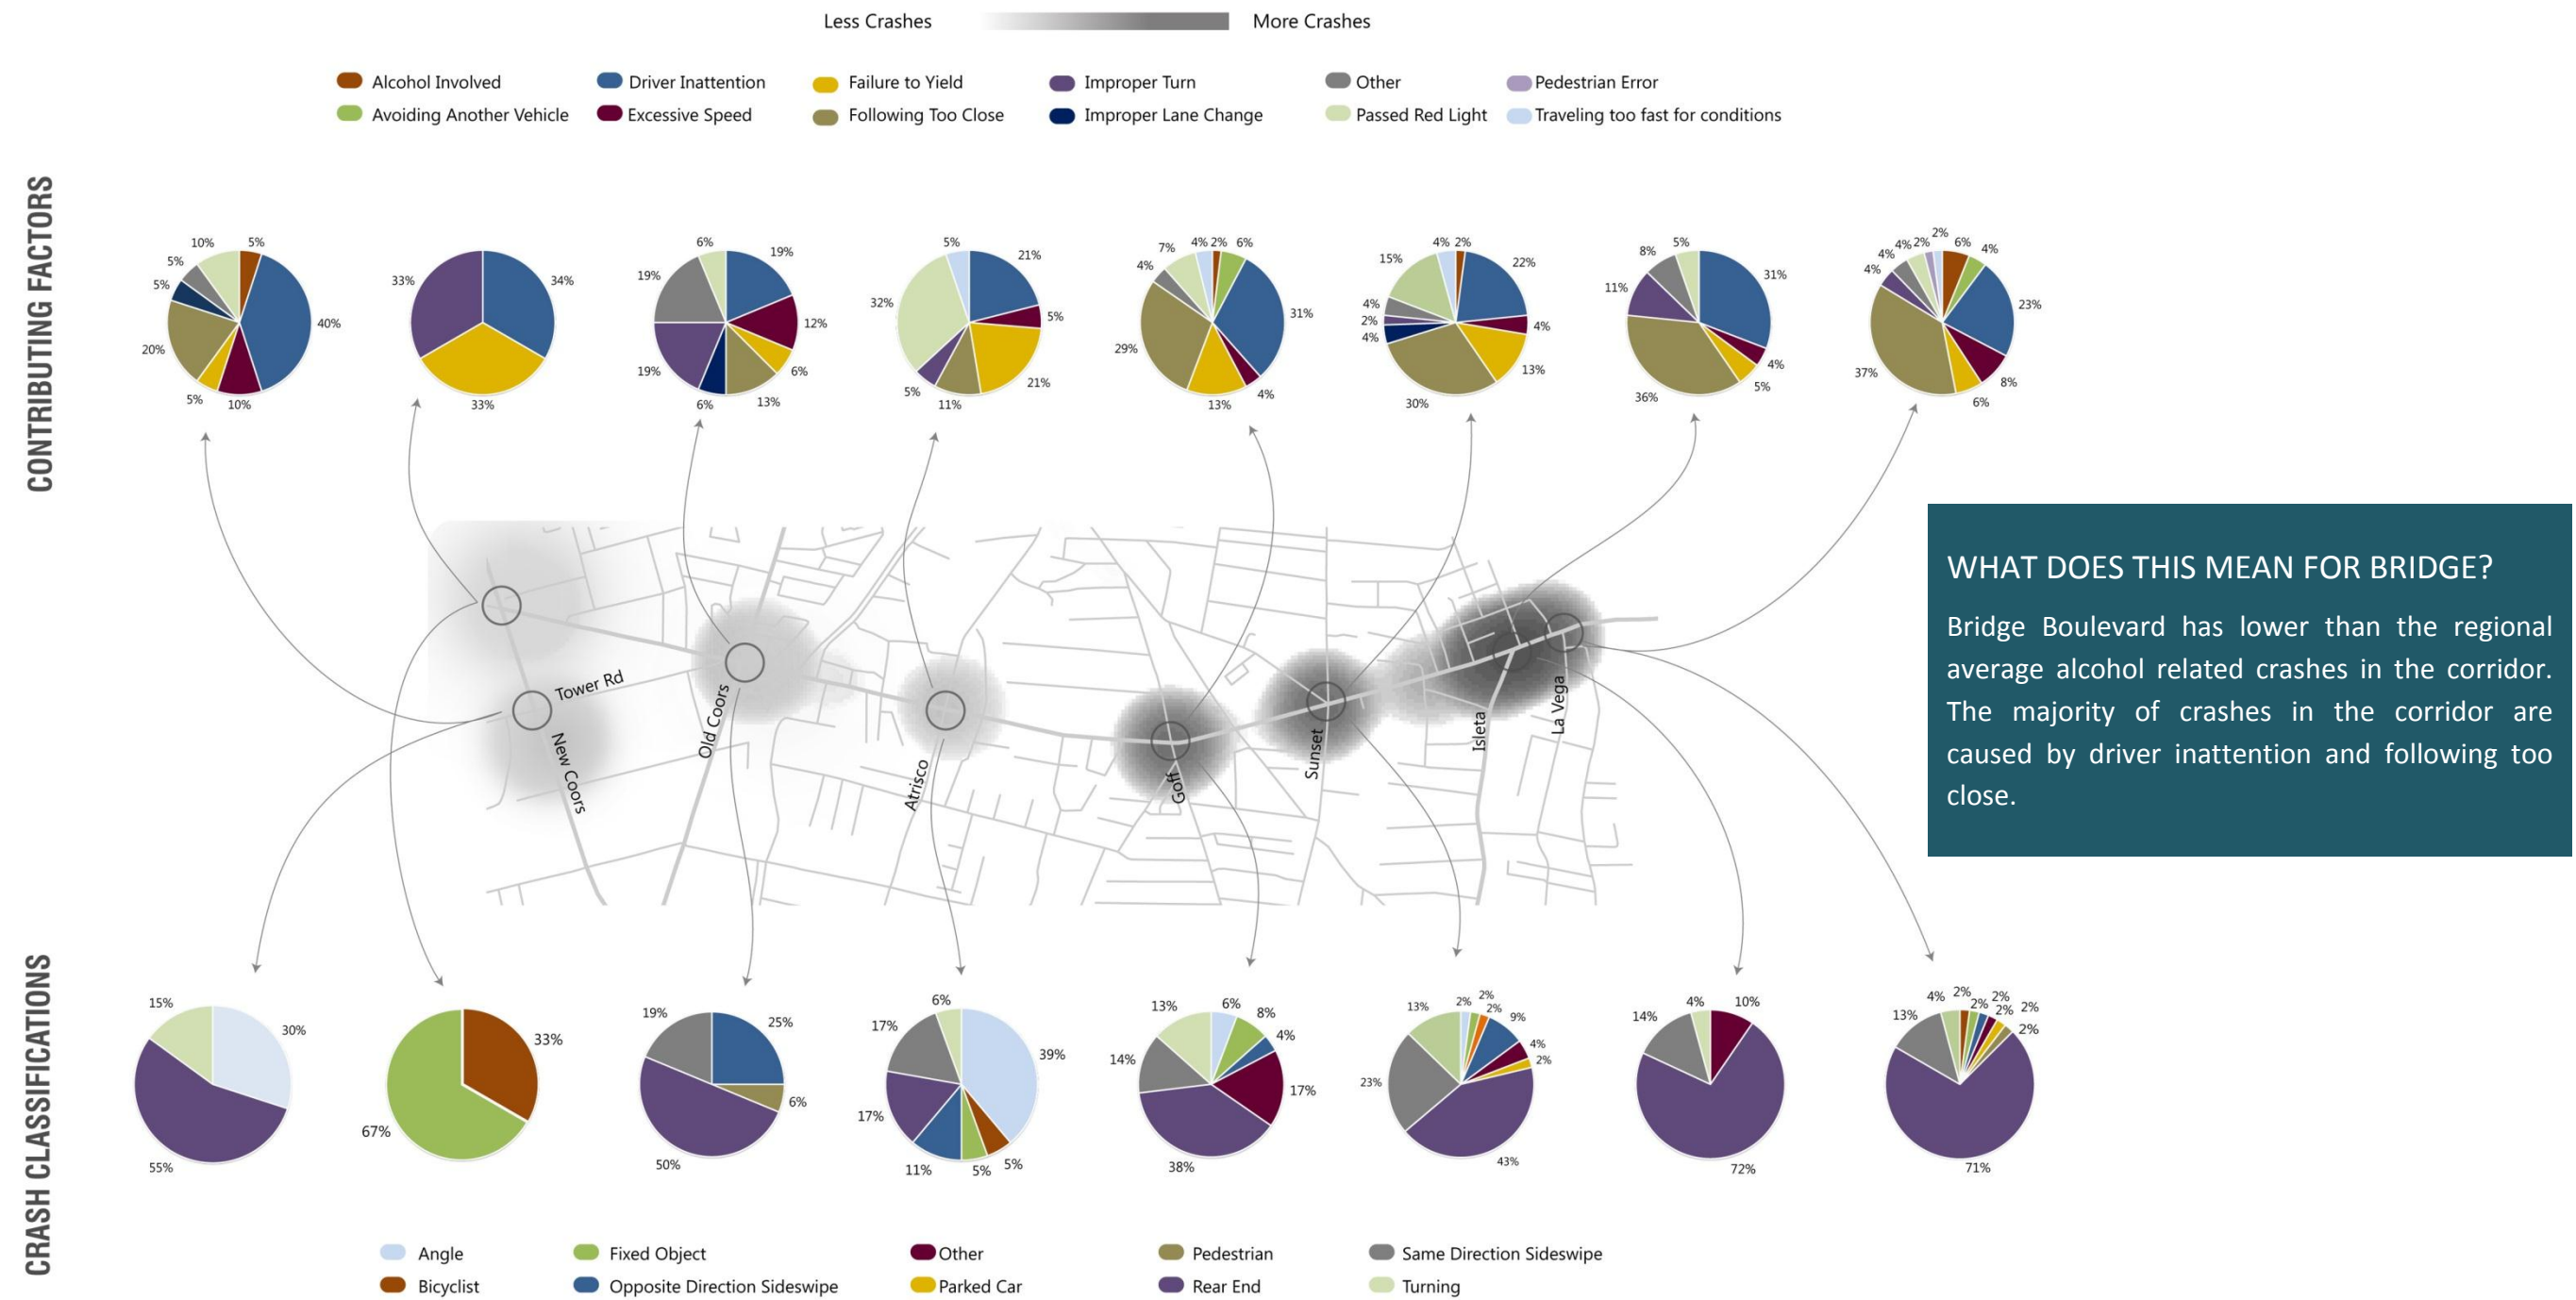 Less Crashes
More Crashes
Alcohol Involved
Driver Inattention
Failure to Yield
Improper Turn
Other
Pedestrian Error
Avoiding Another Vehicle
Excessive Speed
Following Too Close
Improper Lane Change
Passed Red Light
Traveling too fast for conditions
CONTRIBUTING FACTORS
5%
40%
10%
5%
20%
5%
5%
10%
34%
33%
33%
19%
12%
6%
13%
6%
19%
19%
6%
21%
5%
21%
11%
5%
32%
5%
2%
6%
31%
4%
13%
29%
4%
7%
4%
2%
22%
4%
13%
30%
4%
2%
4%
15%
4%
31%
4%
5%
36%
11%
8%
5%
6%
4%
23%
8%
6%
37%
4%
4%
4%
2%
2%
Tower Rd
New Coors
Old Coors
Atrisco
Goff
Sunset
Isleta
La Vega
WHAT DOES THIS MEAN FOR BRIDGE?
Bridge Boulevard has lower than the regional
average alcohol related crashes in the corridor.
The majority of crashes in the corridor are
caused by driver inattention and following too
close.
CRASH CLASSIFICATIONS
30%
55%
15%
33%
67%
25%
6%
50%
19%
39%
5%
5%
11%
17%
17%
6%
6%
8%
4%
17%
38%
14%
13%
2%
2%
2%
9%
4%
2%
43%
23%
13%
10%
72%
14%
4%
2%
2%
2%
2%
2%
2%
71%
13%
4%
Angle
Fixed Object
Other
Pedestrian
Same Direction Sideswipe
Bicyclist
Opposite Direction Sideswipe
Parked Car
Rear End
Turning